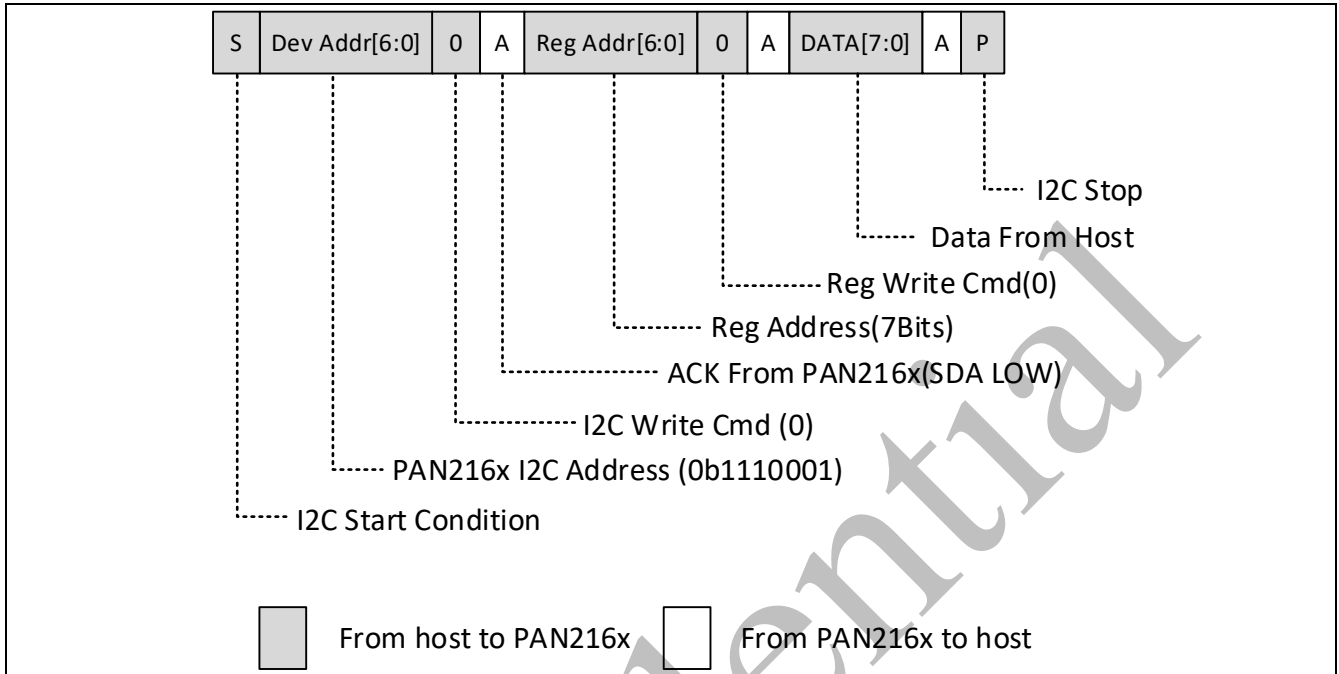 S Dev Addr[6:0] 0 A Reg Addr[6:0] 0 A DATA[7:0] A P
I2C Stop
Data From Host
Reg Write Cmd(0)
Reg Address(7Bits)
ACK From PAN216x(SDA LOW)
I2C Write Cmd (0)
PAN216x I2C Address (0b1110001)
I2C Start Condition
From host to PAN216x From PAN216x to host
ential